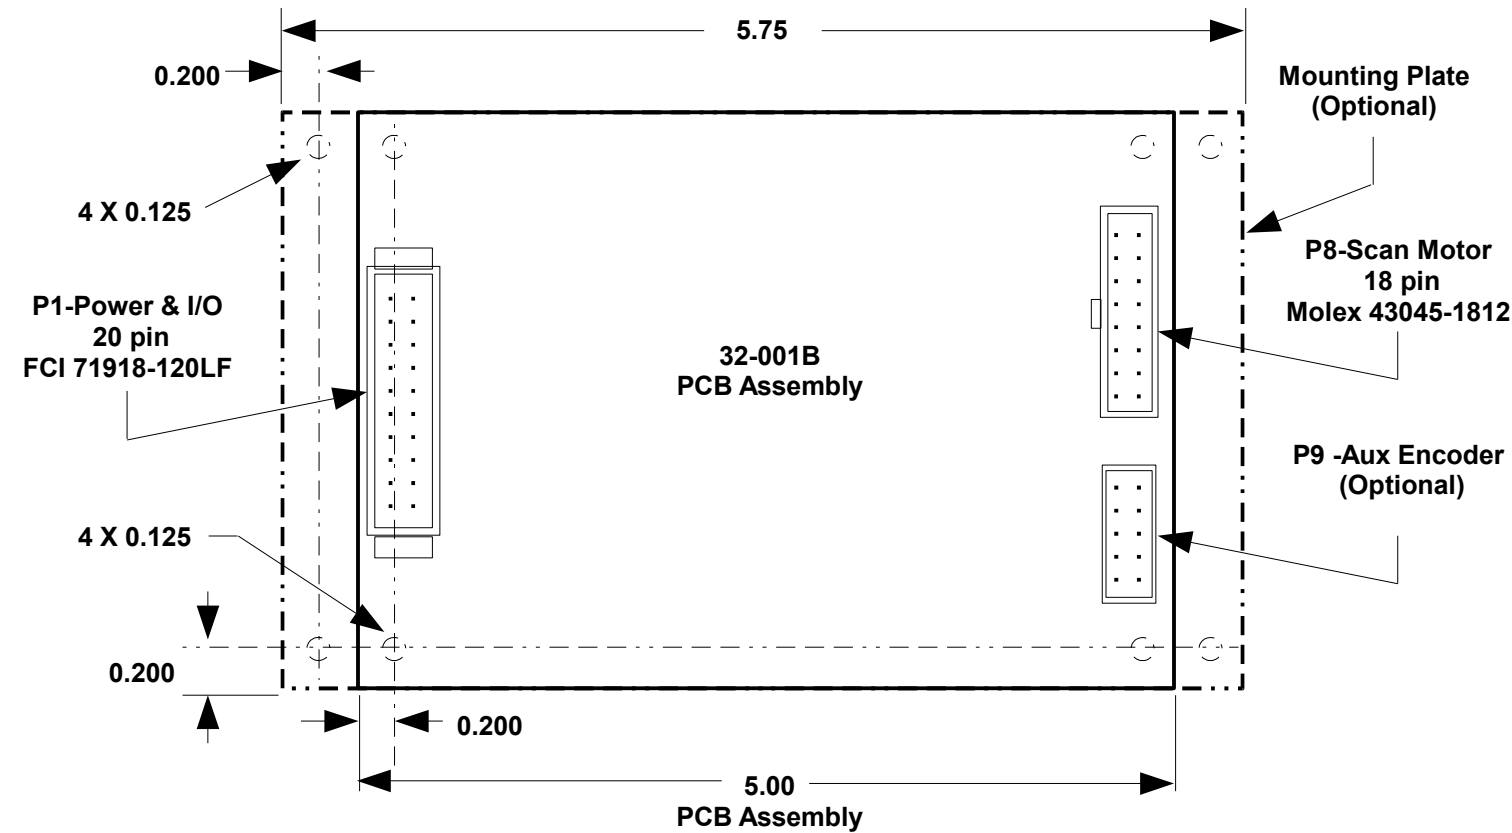 5.75
0.200
Mounting Plate
(Optional)
4 X 0.125
P8-Scan Motor
18 pin
Molex 43045-1812
P1-Power & I/O
20 pin
FCI 71918-120LF
32-001B
PCB Assembly
P9 -Aux Encoder
(Optional)
4 X 0.125
0.200
0.200
5.00
PCB Assembly